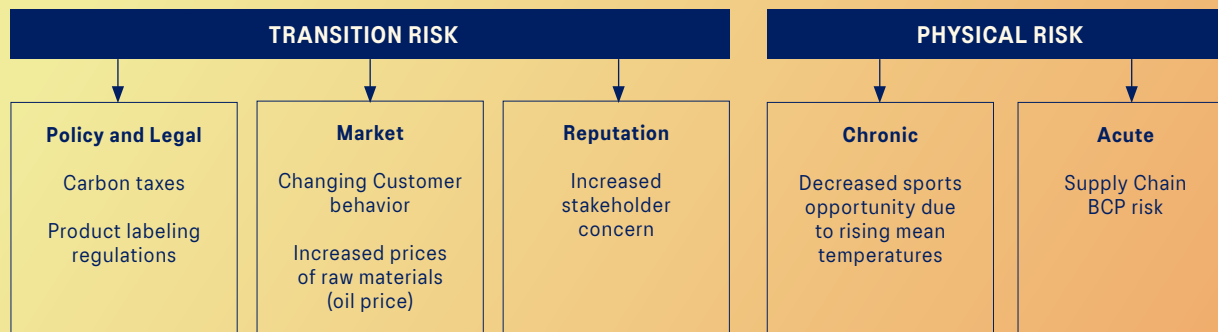 TRANSITION RISK
PHYSICAL RISK
Policy and Legal
Carbon taxes
Product labeling
regulations
Market
Changing Customer
behavior
Increased prices
of raw materials
(oil price)
Reputation
Increased
stakeholder
concern
Chronic
Decreased sports
opportunity due
to rising mean
temperatures
Acute
Supply Chain
BCP risk